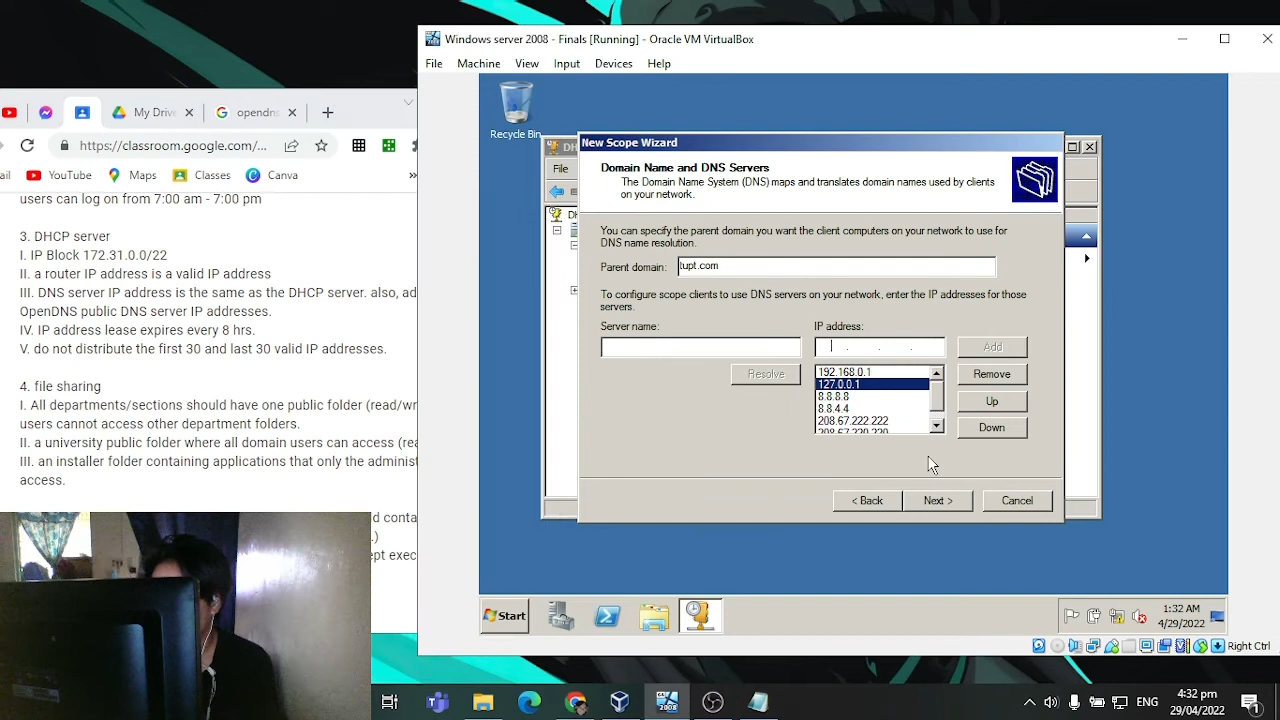 Windows server 2008 - Finals [Running] - Oracle VM VirtualBox
File Machine View Input Devices Help
My Drive
opendn
https://classroom.google.com/...
YouTube Maps Classes Canva »
users can log on from 7:00 am - 7:00 pm
3. DHCP server
I. IP Block 172.31.0.0/22
II. a router IP address is a valid IP address
III. DNS server IP address is the same as the DHCP server. also, ad
OpenDNS public DNS server IP addresses.
IV. IP address lease expires every 8 hrs.
V. do not distribute the first 30 and last 30 valid IP addresses.
4. file sharing
I. All departments/sections should have one public folder (read/wr
users cannot access other department folders.
II. a university public folder where all domain users can access (rea
III. an installer folder containing applications that only the administ
access.
d conta
.)
ept exec
Recycle Bin
File
New Scope Wizard
Domain Name and DNS Servers
The Domain Name System (DNS) maps and translates domain names used by clients
on your network.
You can specify the parent domain you want the client computers on your network to use for
DNS name resolution.
Parent domain: tupt.com
To configure scope clients to use DNS servers on your network, enter the IP addresses for those
servers.
Server name: IP address:
. . . Add
Resolve
192.168.0.1
127.0.0.1
8.8.8.8
8.8.4.4
208.67.222.222
208.67.220.220
Remove
Up
Down
< Back Next > Cancel
Start
1:32 AM
4/29/2022
Right Ctrl
2008
ENG
4:32 pm
29/04/2022
1